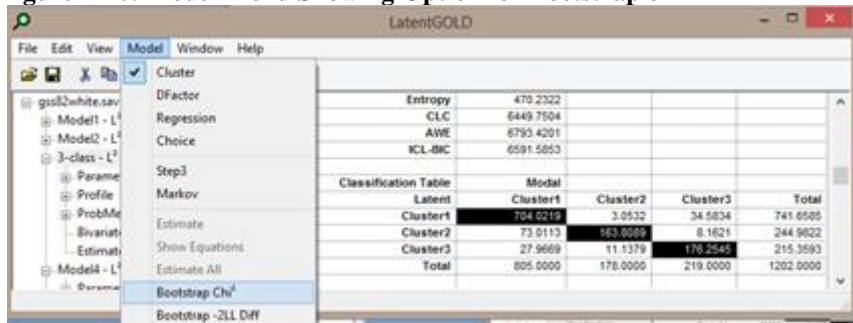 LatentGOLD
File Edit View Model Window Help
Cluster
DFactor
Regression
Choice
Step3
Markov
Estimate
Show Equations
Estimate All
Bootstrap Chi²
Bootstrap -2LL Diff
gss82white.sav
Model1 - L²
Model2 - L²
3-class - L²
Parame
Profile
ProbMe
Bivariat
Estimat
Model4 - L²
Entropy 470.2322
CLC 6449.7504
AWE 6793.4201
ICL-BIC 6591.5853
Classification Table Modal
Latent Cluster1 Cluster2 Cluster3 Total
Cluster1 704.0219 3.0532 34.5834 741.6585
Cluster2 73.0113 163.8089 8.1621 244.9822
Cluster3 27.9669 11.1379 176.2545 215.3593
Total 805.0000 178.0000 219.0000 1202.0000